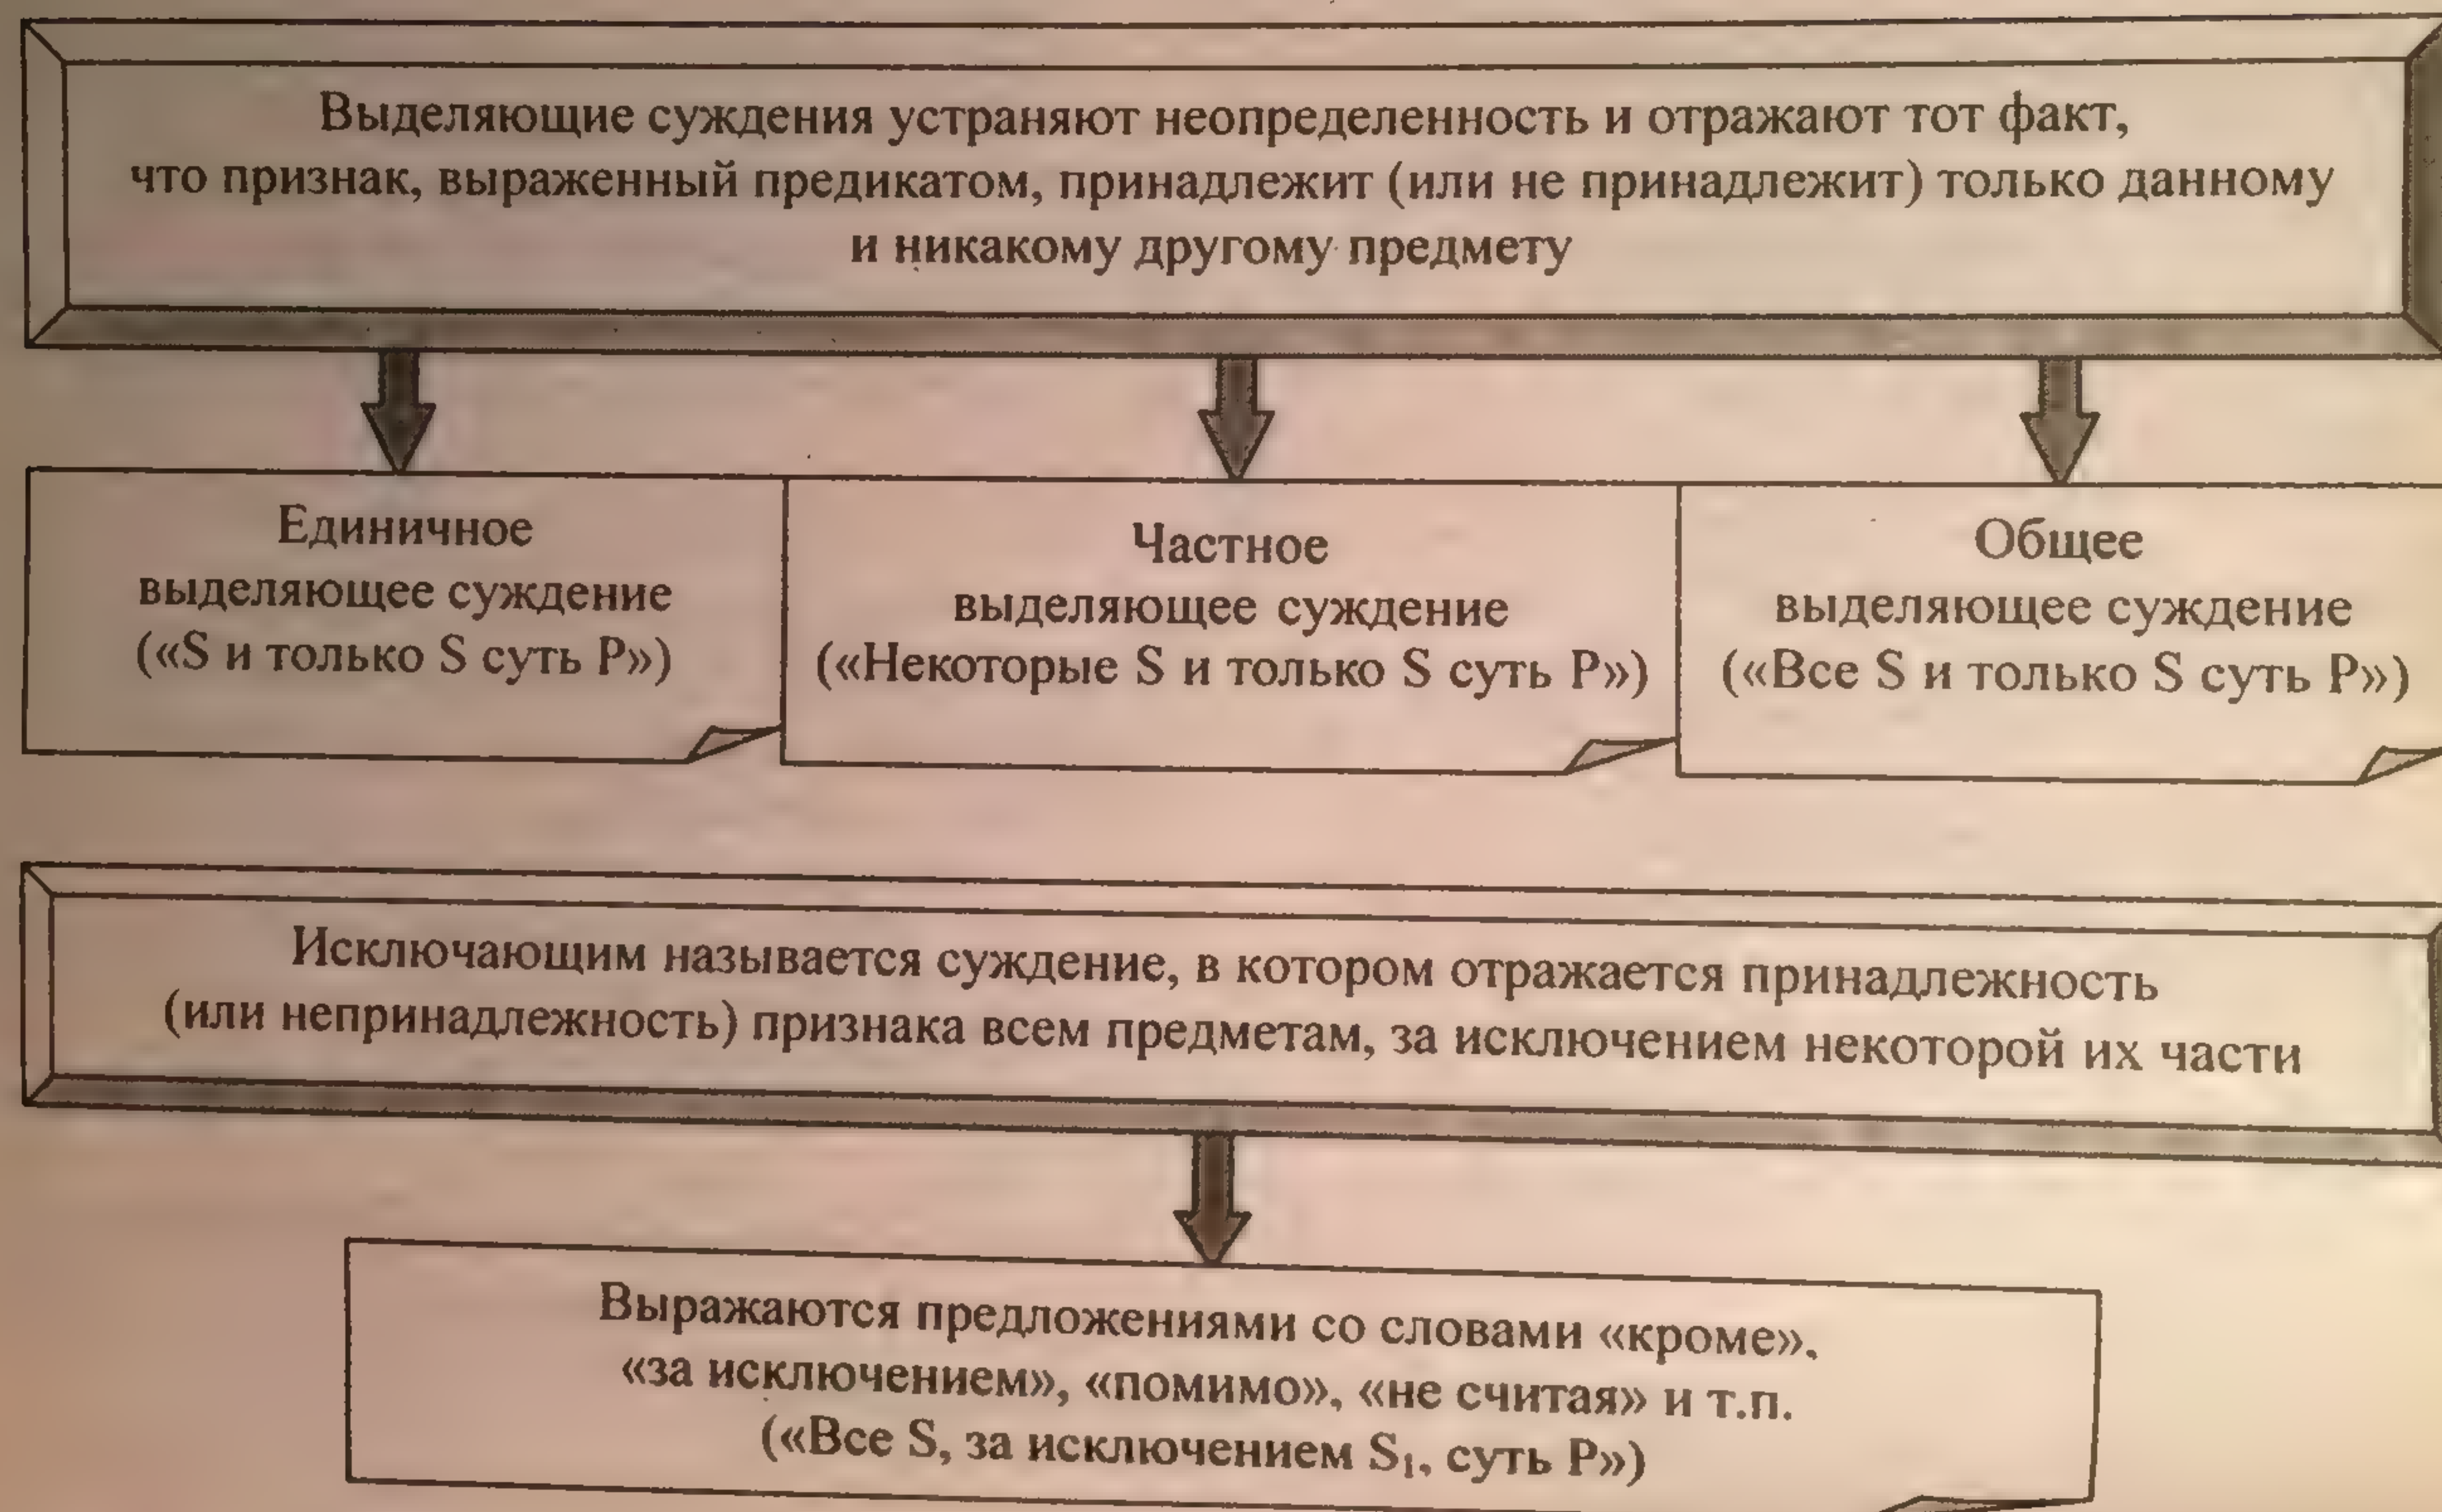 Выделяющие суждения устраняют неопределенность и отражают тот факт,
что признак, выраженный предикатом, принадлежит (или не принадлежит) только данному
и никакому другому предмету
Единичное
выделяющее суждение
(«S и только S суть P»)
Частное
выделяющее суждение
(«Некоторые S и только S суть P»)
Общее
выделяющее суждение
(«Все S и только S суть P»)
Исключающим называется суждение, в котором отражается принадлежность
(или непринадлежность) признака всем предметам, за исключением некоторой их части
Выражаются предложениями со словами «кроме»,
«за исключением», «помимо», «не считая» и т.п.
(«Все S, за исключением S₁, суть P»)